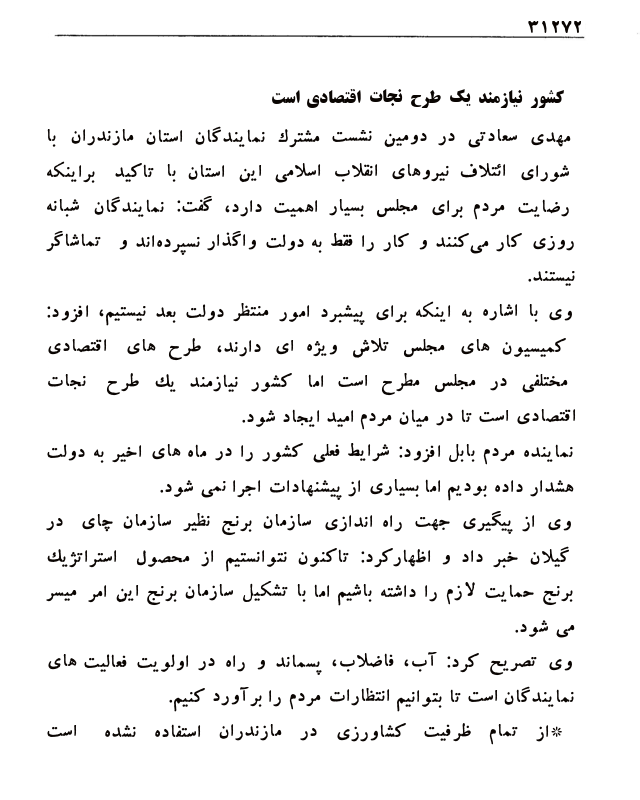 ۳۱۲۷۲
کشور نیازمند یک طرح نجات اقتصادی است
مهدی سعادتی در دومین نشست مشترك نمایندگان استان مازندران با
شورای ائتلاف نیروهای انقلاب اسلامی این استان با تاکید براینکه
رضایت مردم برای مجلس بسیار اهمیت دارد، گفت: نمایندگان شبانه
روزی کار می‌کنند و کار را فقط به دولت واگذار نسپرده‌اند و تماشاگر
نیستند.
وی با اشاره به اینکه برای پیشبرد امور منتظر دولت بعد نیستیم، افزود:
کمیسیون های مجلس تلاش ویژه ای دارند، طرح های اقتصادی
مختلفی در مجلس مطرح است اما کشور نیازمند یك طرح نجات
اقتصادی است تا در میان مردم امید ایجاد شود.
نماینده مردم بابل افزود: شرایط فعلی کشور را در ماه های اخیر به دولت
هشدار داده بودیم اما بسیاری از پیشنهادات اجرا نمی شود.
وی از پیگیری جهت راه اندازی سازمان برنج نظیر سازمان چای در
گیلان خبر داد و اظهارکرد: تاکنون نتوانستیم از محصول استراتژیك
برنج حمایت لازم را داشته باشیم اما با تشکیل سازمان برنج این امر میسر
می شود.
وی تصریح کرد: آب، فاضلاب، پسماند و راه در اولویت فعالیت های
نمایندگان است تا بتوانیم انتظارات مردم را برآورد کنیم.
*از تمام ظرفیت کشاورزی در مازندران استفاده نشده است